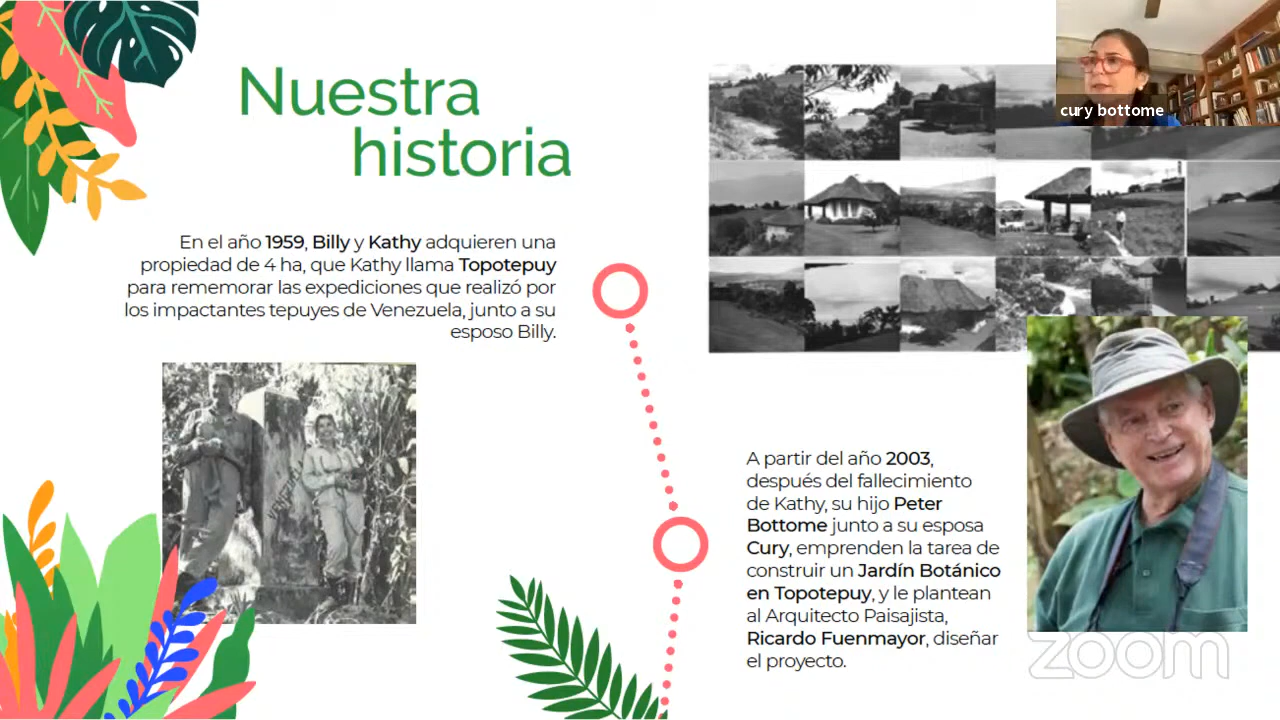 Nuestra
historia
cury bottome
En el año 1959, Billy y Kathy adquieren una
propiedad de 4 ha, que Kathy llama Topotepuy
para rememorar las expediciones que realizó por
los impactantes tepuyes de Venezuela, junto a su
esposo Billy.
A partir del año 2003,
después del fallecimiento
de Kathy, su hijo Peter
Bottome junto a su esposa
Cury, emprenden la tarea de
construir un Jardín Botánico
en Topotepuy, y le plantean
al Arquitecto Paisajista,
Ricardo Fuenmayor, diseñar
el proyecto.
zoom